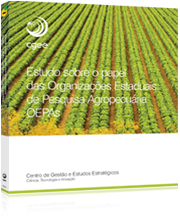 cgee
Estudo sobre o papel
das Organizações Estaduais
de Pesquisa Agropecuária
OEPAs
Centro de Gestão e Estudos Estratégicos
Ciência, Tecnologia e Inovação